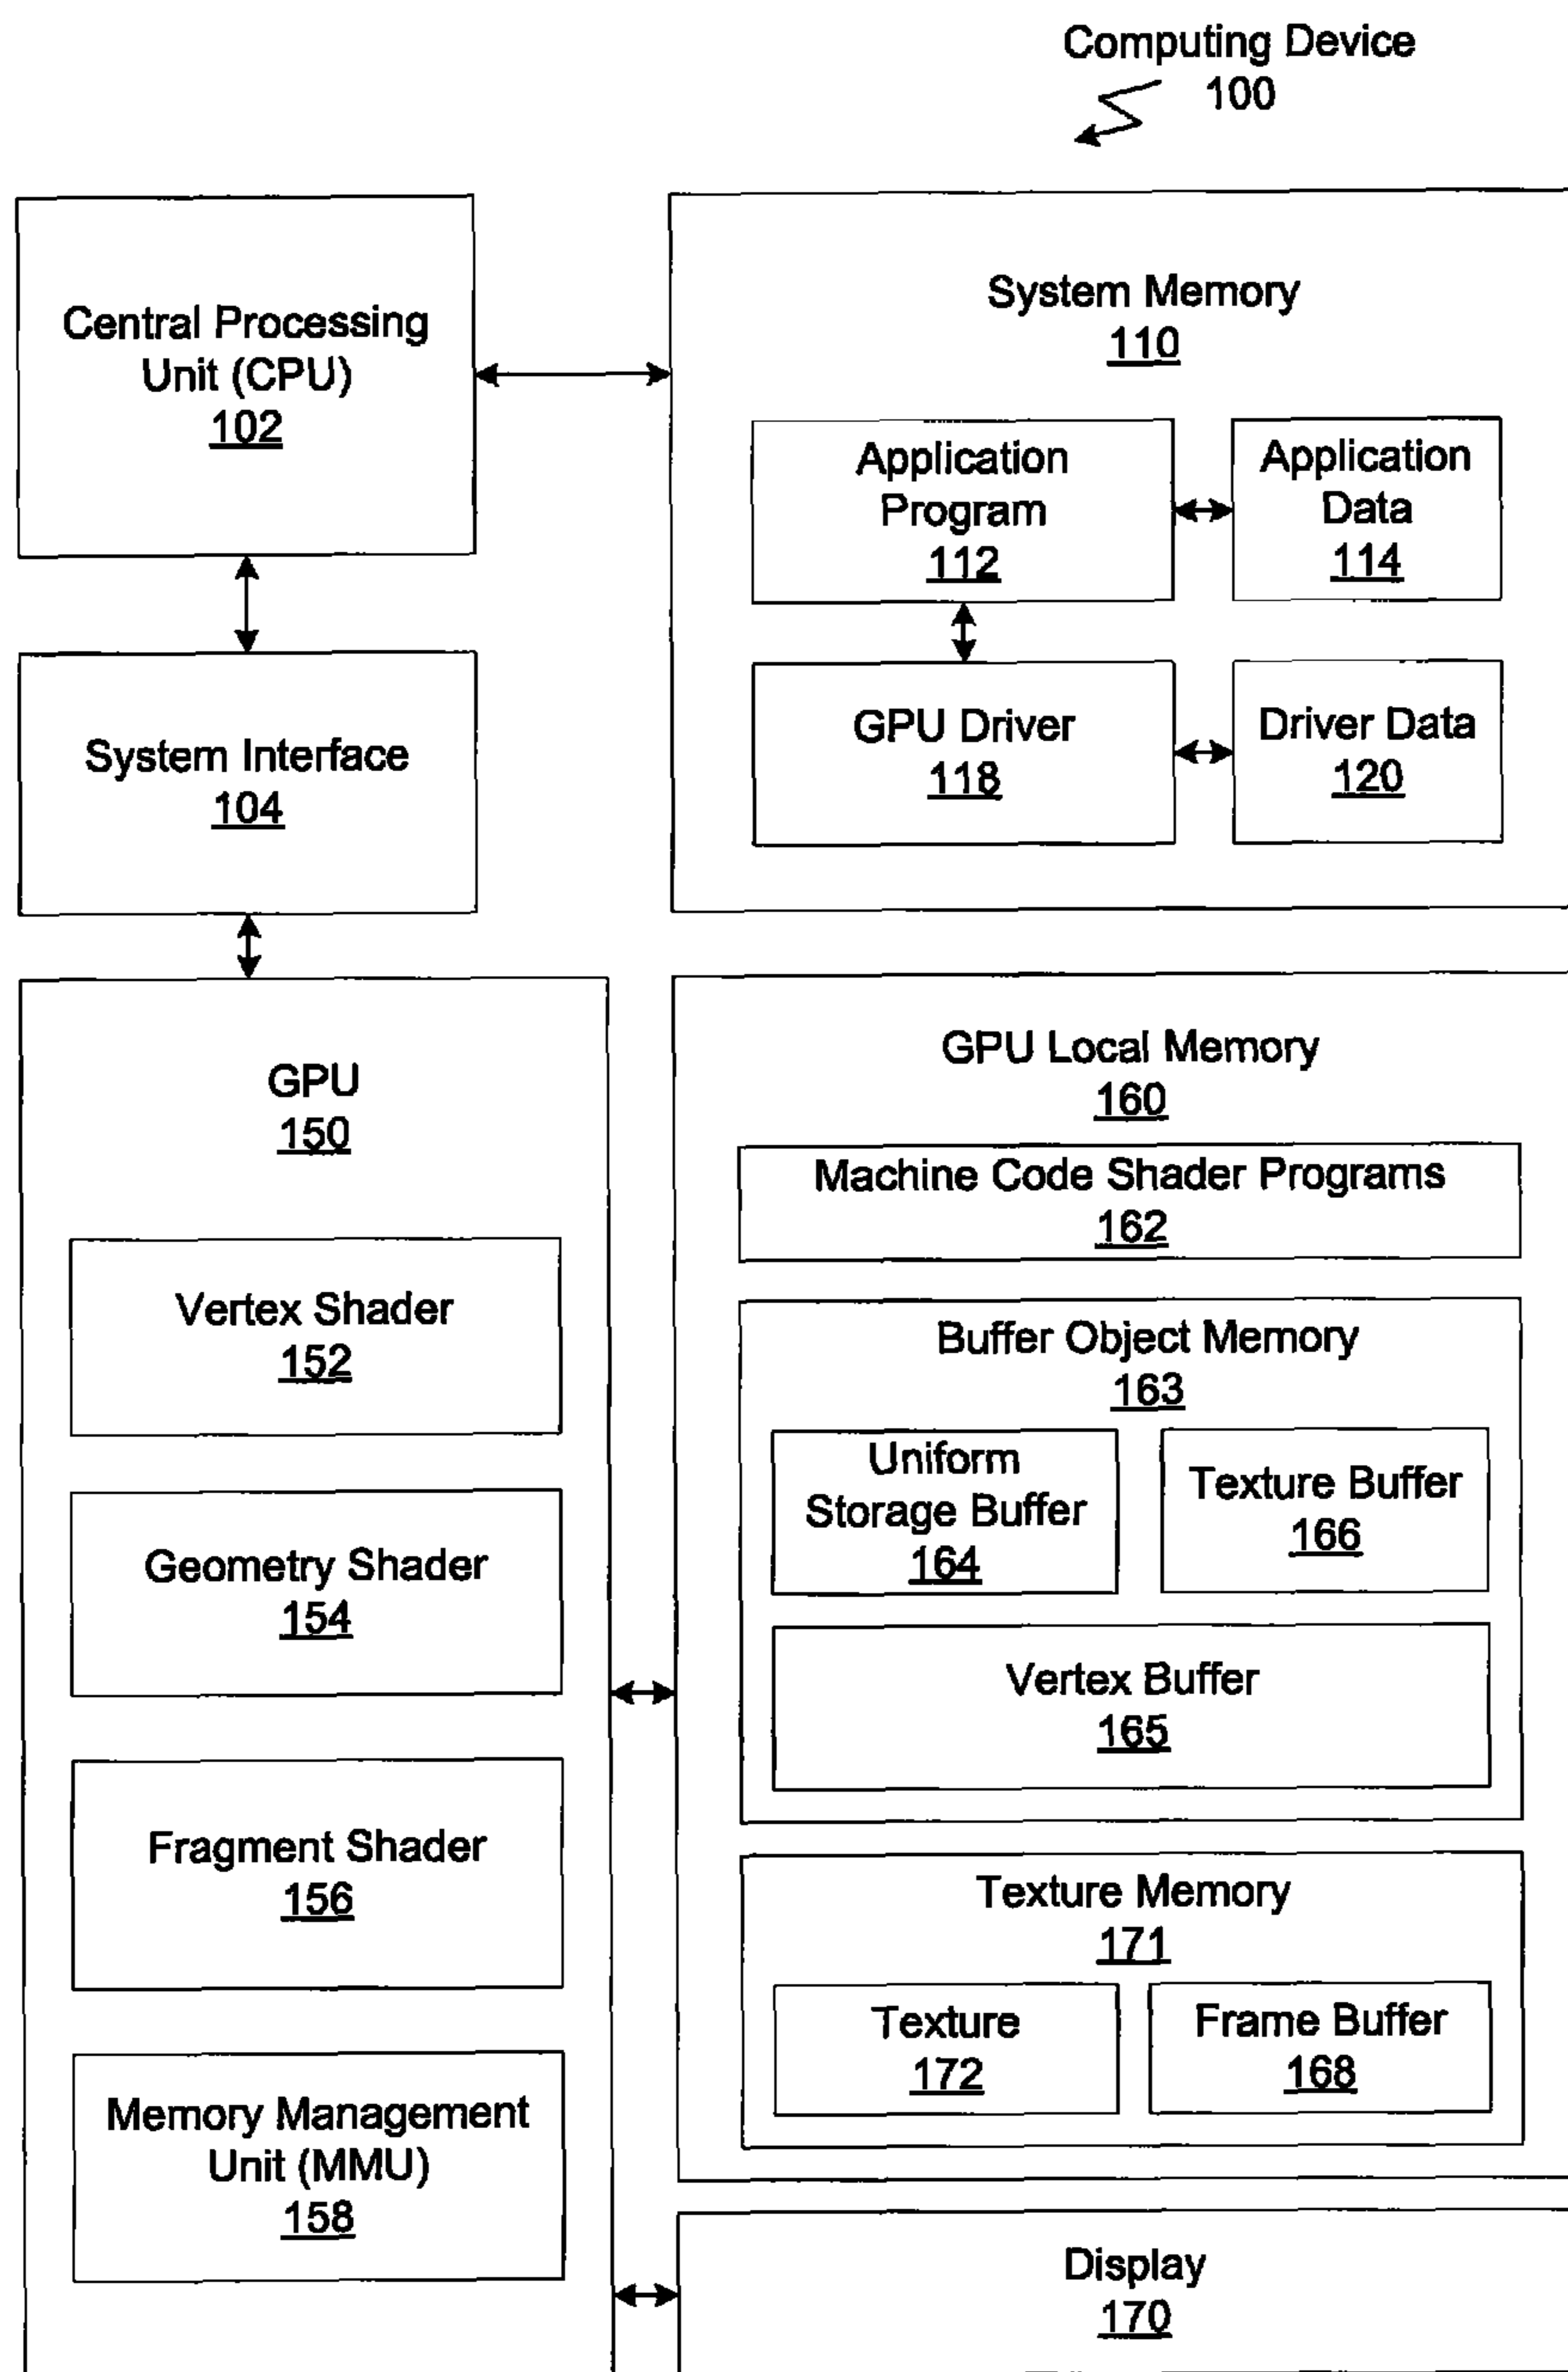 Computing Device
100
Central Processing
Unit (CPU)
102
System Memory
110
Application
Program
112
Application
Data
114
GPU Driver
118
Driver Data
120
System Interface
104
GPU
150
Vertex Shader
152
Geometry Shader
154
Fragment Shader
156
Memory Management
Unit (MMU)
158
GPU Local Memory
160
Machine Code Shader Programs
162
Buffer Object Memory
163
Uniform
Storage Buffer
164
Texture Buffer
166
Vertex Buffer
165
Texture Memory
171
Texture
172
Frame Buffer
168
Display
170